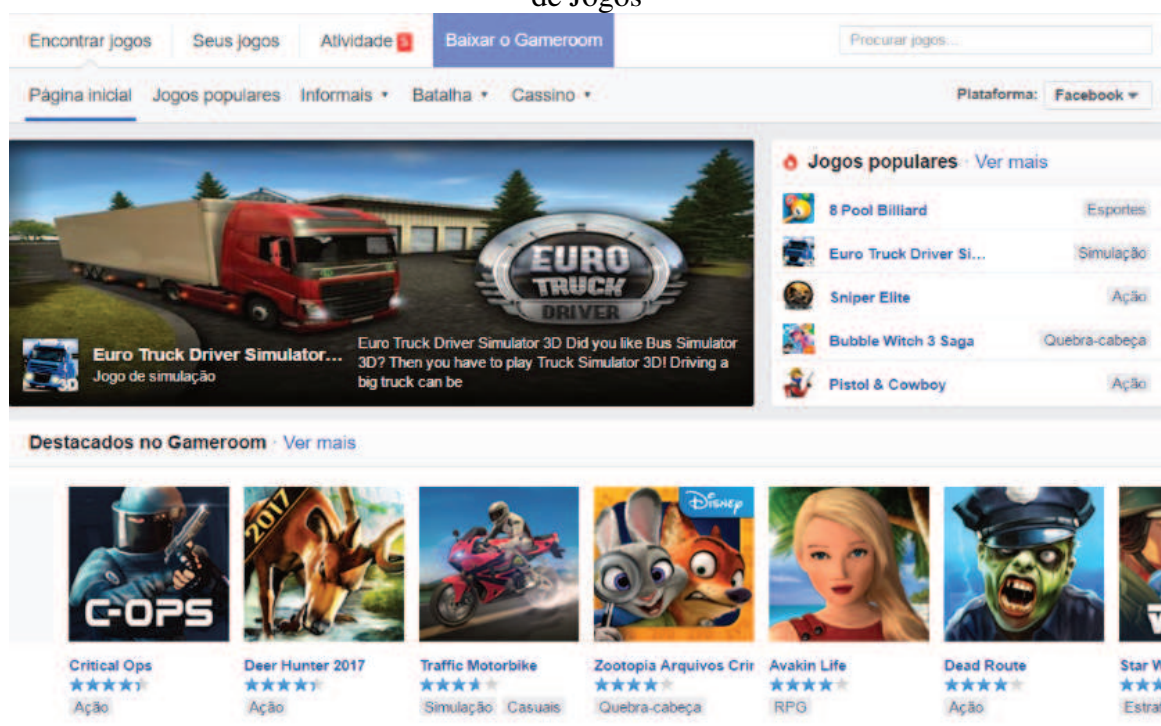 de Jogos
Encontrar jogos Seus jogos Atividade 3 Baixar o Gameroom Procurar jogos...
Página inicial Jogos populares Informais Batalha Cassino Plataforma: Facebook
Jogos populares · Ver mais
8 Pool Billiard Esportes
Euro Truck Driver Si... Simulação
Sniper Elite Ação
Bubble Witch 3 Saga Quebra-cabeça
Pistol & Cowboy Ação
EURO
TRUCK
DRIVER
3D
Euro Truck Driver Simulator...
Jogo de simulação
Euro Truck Driver Simulator 3D Did you like Bus Simulator
3D? Then you have to play Truck Simulator 3D! Driving a
big truck can be
Destacados no Gameroom · Ver mais
C-OPS
2017
Disney
Critical Ops Deer Hunter 2017 Traffic Motorbike Zootopia Arquivos Crir Avakin Life Dead Route Star W
Ação Ação Simulação Casuais Quebra-cabeça RPG Ação Estrat